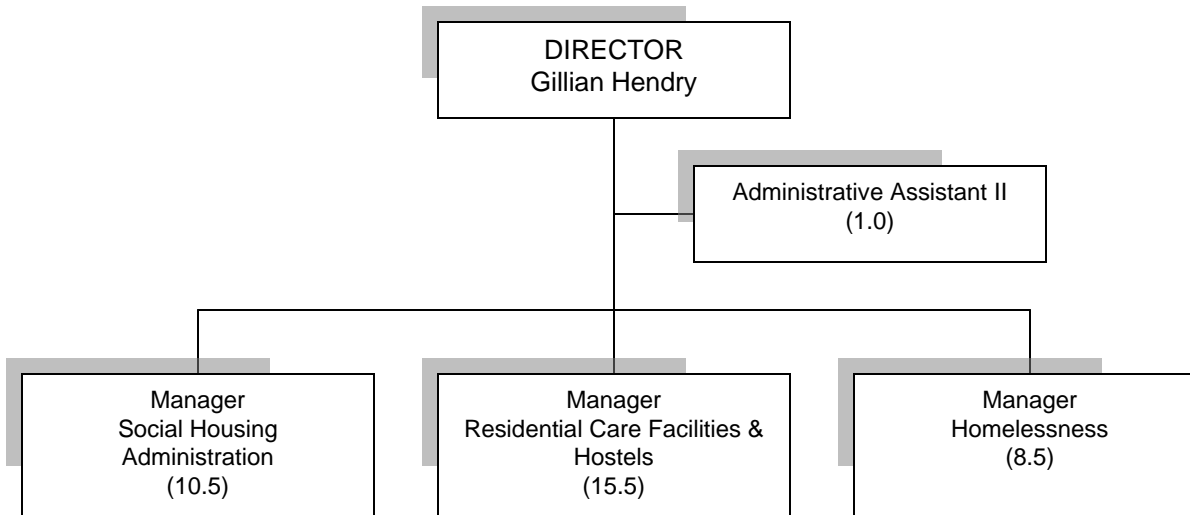 DIRECTOR
Gillian Hendry
Administrative Assistant II
(1.0)
Manager
Social Housing
Administration
(10.5)
Manager
Residential Care Facilities &
Hostels
(15.5)
Manager
Homelessness
(8.5)